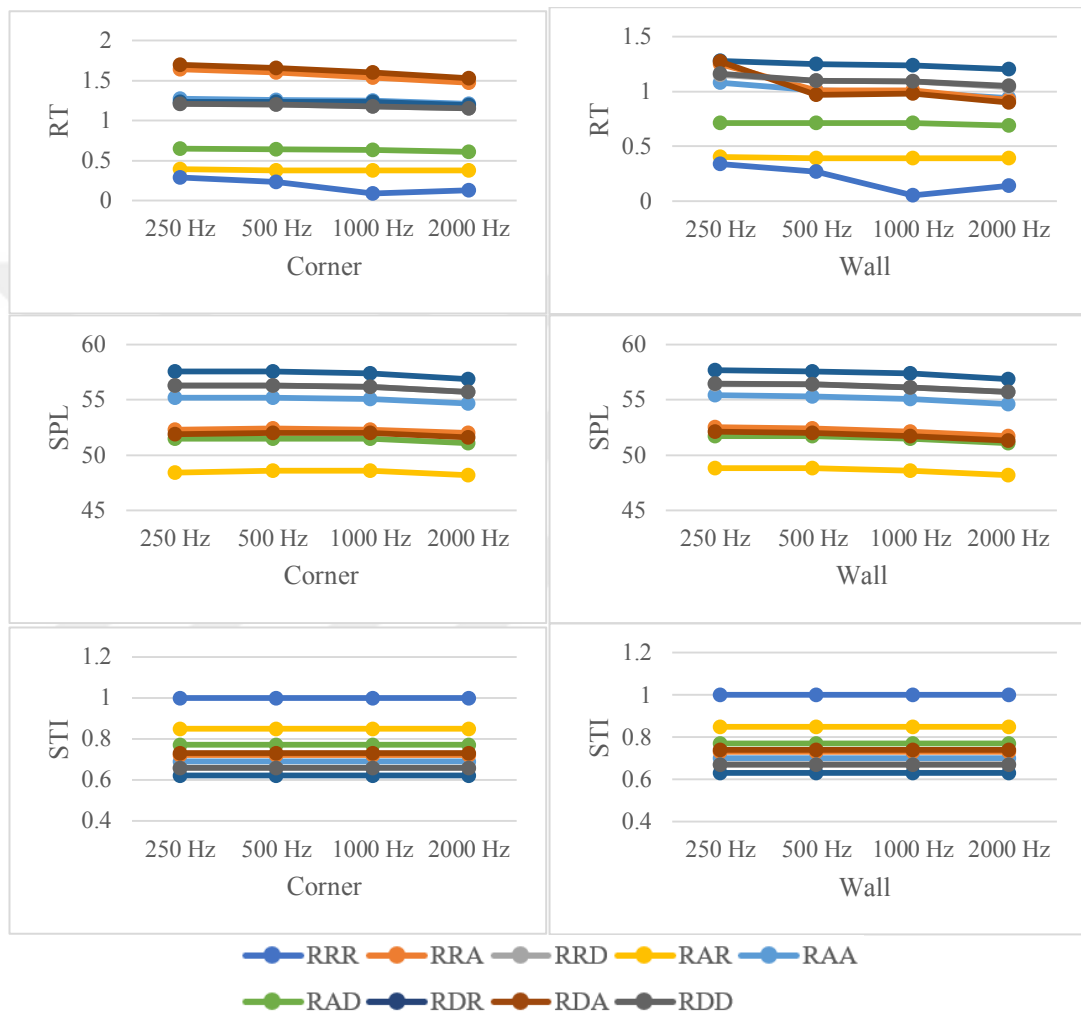 2
1.5
1
0.5
0
RT
250 Hz 500 Hz 1000 Hz 2000 Hz
Corner
1.5
1
0.5
0
RT
250 Hz 500 Hz 1000 Hz 2000 Hz
Wall
60
55
50
45
SPL
250 Hz 500 Hz 1000 Hz 2000 Hz
Corner
60
55
50
45
SPL
250 Hz 500 Hz 1000 Hz 2000 Hz
Wall
1.2
1
0.8
0.6
0.4
STI
250 Hz 500 Hz 1000 Hz 2000 Hz
Corner
1.2
1
0.8
0.6
0.4
STI
250 Hz 500 Hz 1000 Hz 2000 Hz
Wall
RRR RRA RRD RAR RAA
RAD RDR RDA RDD